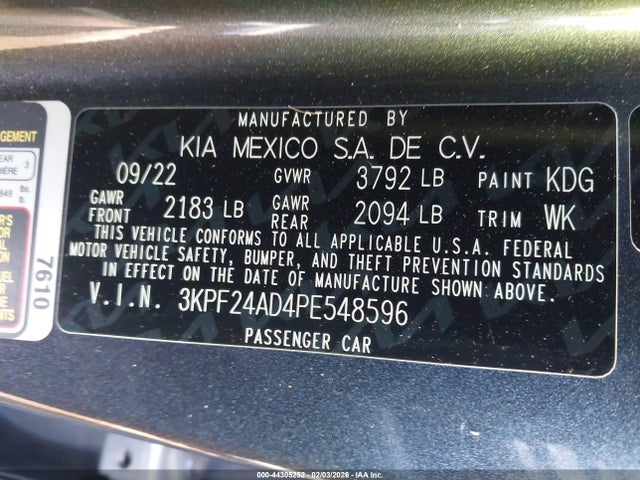 MANUFACTURED BY
KIA MEXICO S.A. DE C.V.
09/22 GVWR 3792 LB PAINT KDG
GAWR FRONT 2183 LB GAWR REAR 2094 LB TRIM WK
THIS VEHICLE CONFORMS TO ALL APPLICABLE U.S.A. FEDERAL
MOTOR VEHICLE SAFETY, BUMPER, AND THEFT PREVENTION STANDARDS
IN EFFECT ON THE DATE OF MANUFACTURE SHOWN ABOVE.
V.I.N. 3KPF24AD4PE548596
PASSENGER CAR
7610
3
lbs.
000-44305252 - 02/03/2026 - IAA Inc.